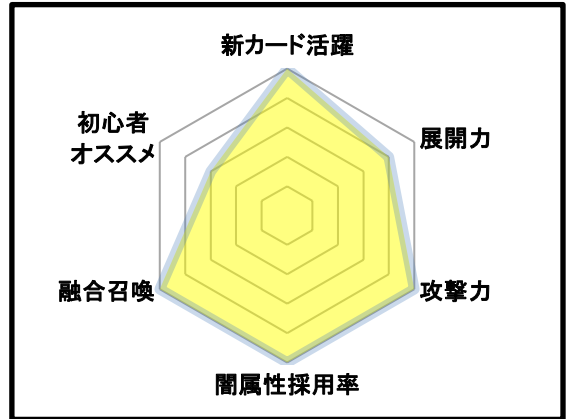 新カード活躍
初心者
オススメ
展開力
融合召喚
攻撃力
闇属性採用率